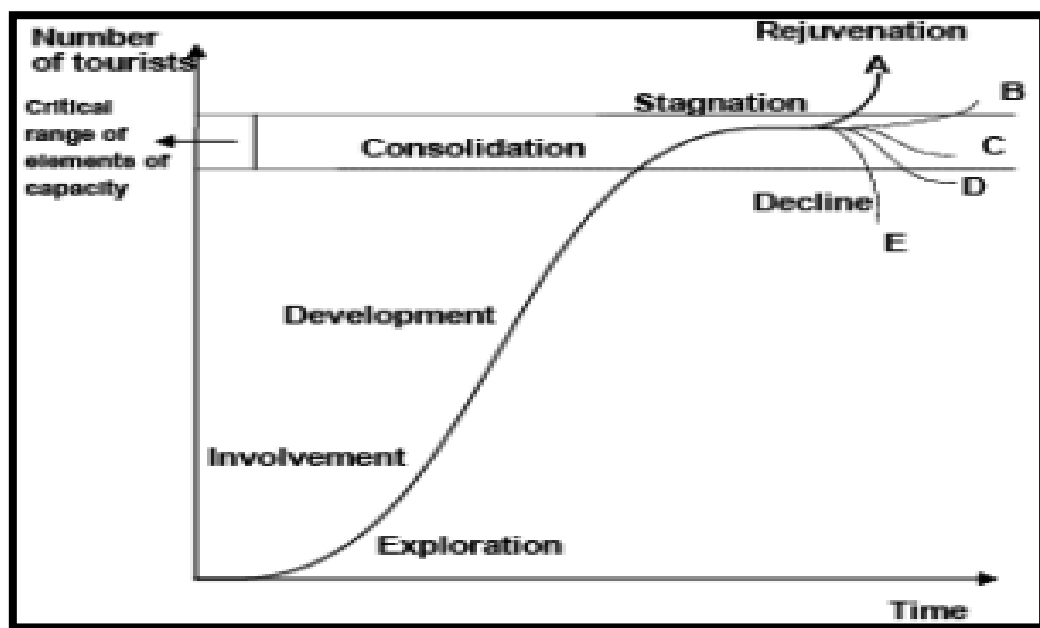 Number
of tourists
Critical
range of
elements of
capacity
Rejuvenation
A
B
Stagnation
Consolidation
C
D
Decline
E
Development
Involvement
Exploration
Time